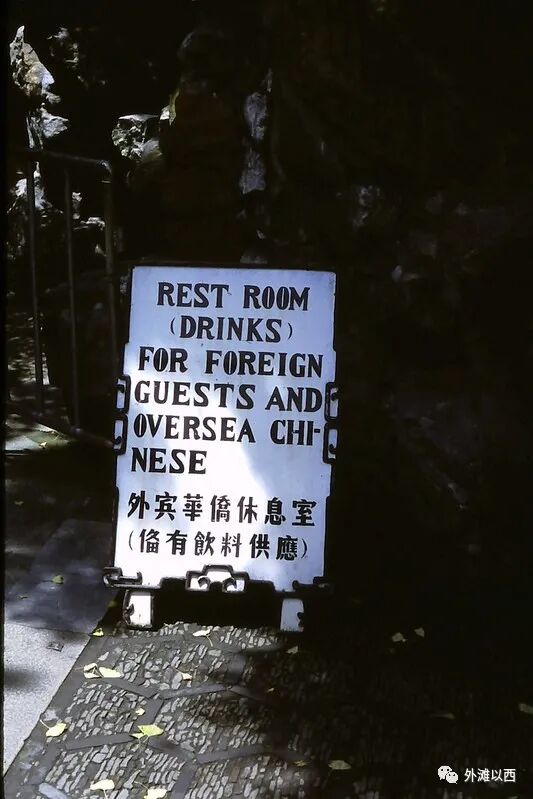 REST ROOM
(DRINKS)
FOR FOREIGN
GUESTS AND
OVERSEA CHI-
NESE
外宾華僑休息室
(俻有飲料供應)
外滩以西